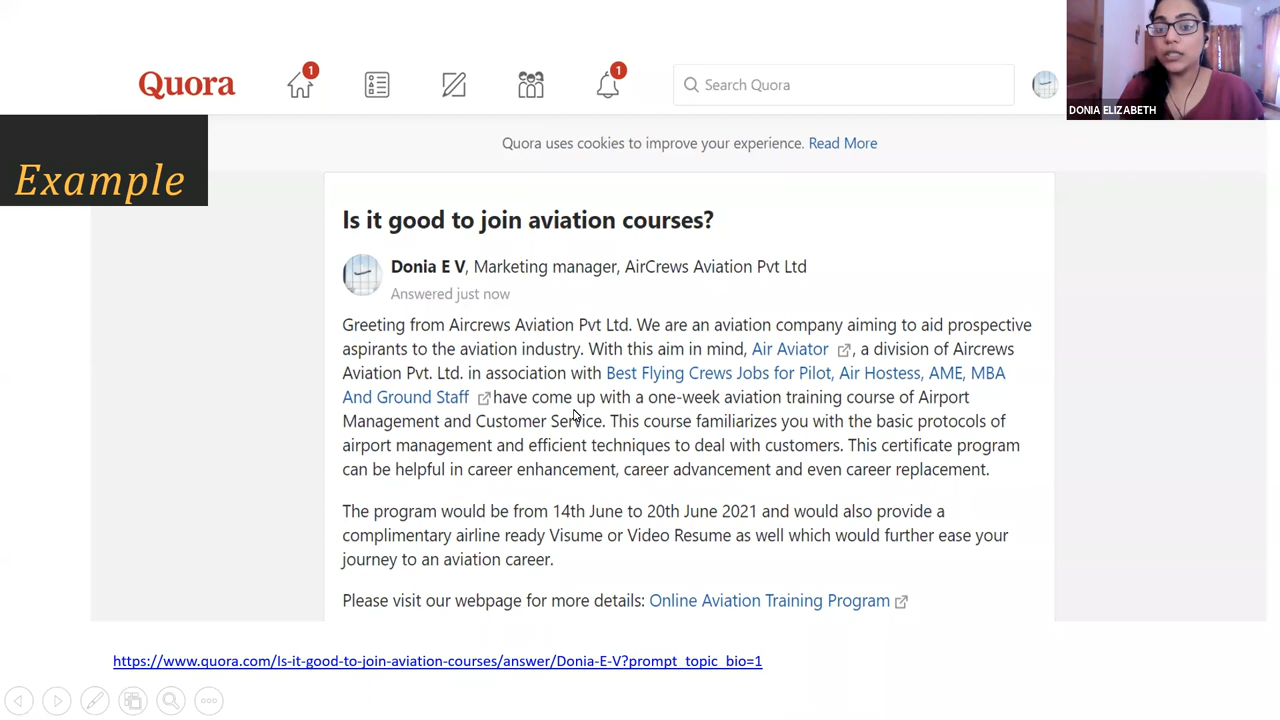 Quora
1
1
Search Quora
DONIA ELIZABETH
Quora uses cookies to improve your experience. Read More
Example
Is it good to join aviation courses?
Donia E V, Marketing manager, AirCrews Aviation Pvt Ltd
Answered just now
Greeting from Aircrews Aviation Pvt Ltd. We are an aviation company aiming to aid prospective
aspirants to the aviation industry. With this aim in mind, Air Aviator , a division of Aircrews
Aviation Pvt. Ltd. in association with Best Flying Crews Jobs for Pilot, Air Hostess, AME, MBA
And Ground Staff have come up with a one-week aviation training course of Airport
Management and Customer Service. This course familiarizes you with the basic protocols of
airport management and efficient techniques to deal with customers. This certificate program
can be helpful in career enhancement, career advancement and even career replacement.
The program would be from 14th June to 20th June 2021 and would also provide a
complimentary airline ready Visume or Video Resume as well which would further ease your
journey to an aviation career.
Please visit our webpage for more details: Online Aviation Training Program
https://www.quora.com/Is-it-good-to-join-aviation-courses/answer/Donia-E-V?prompt_topic_bio=1